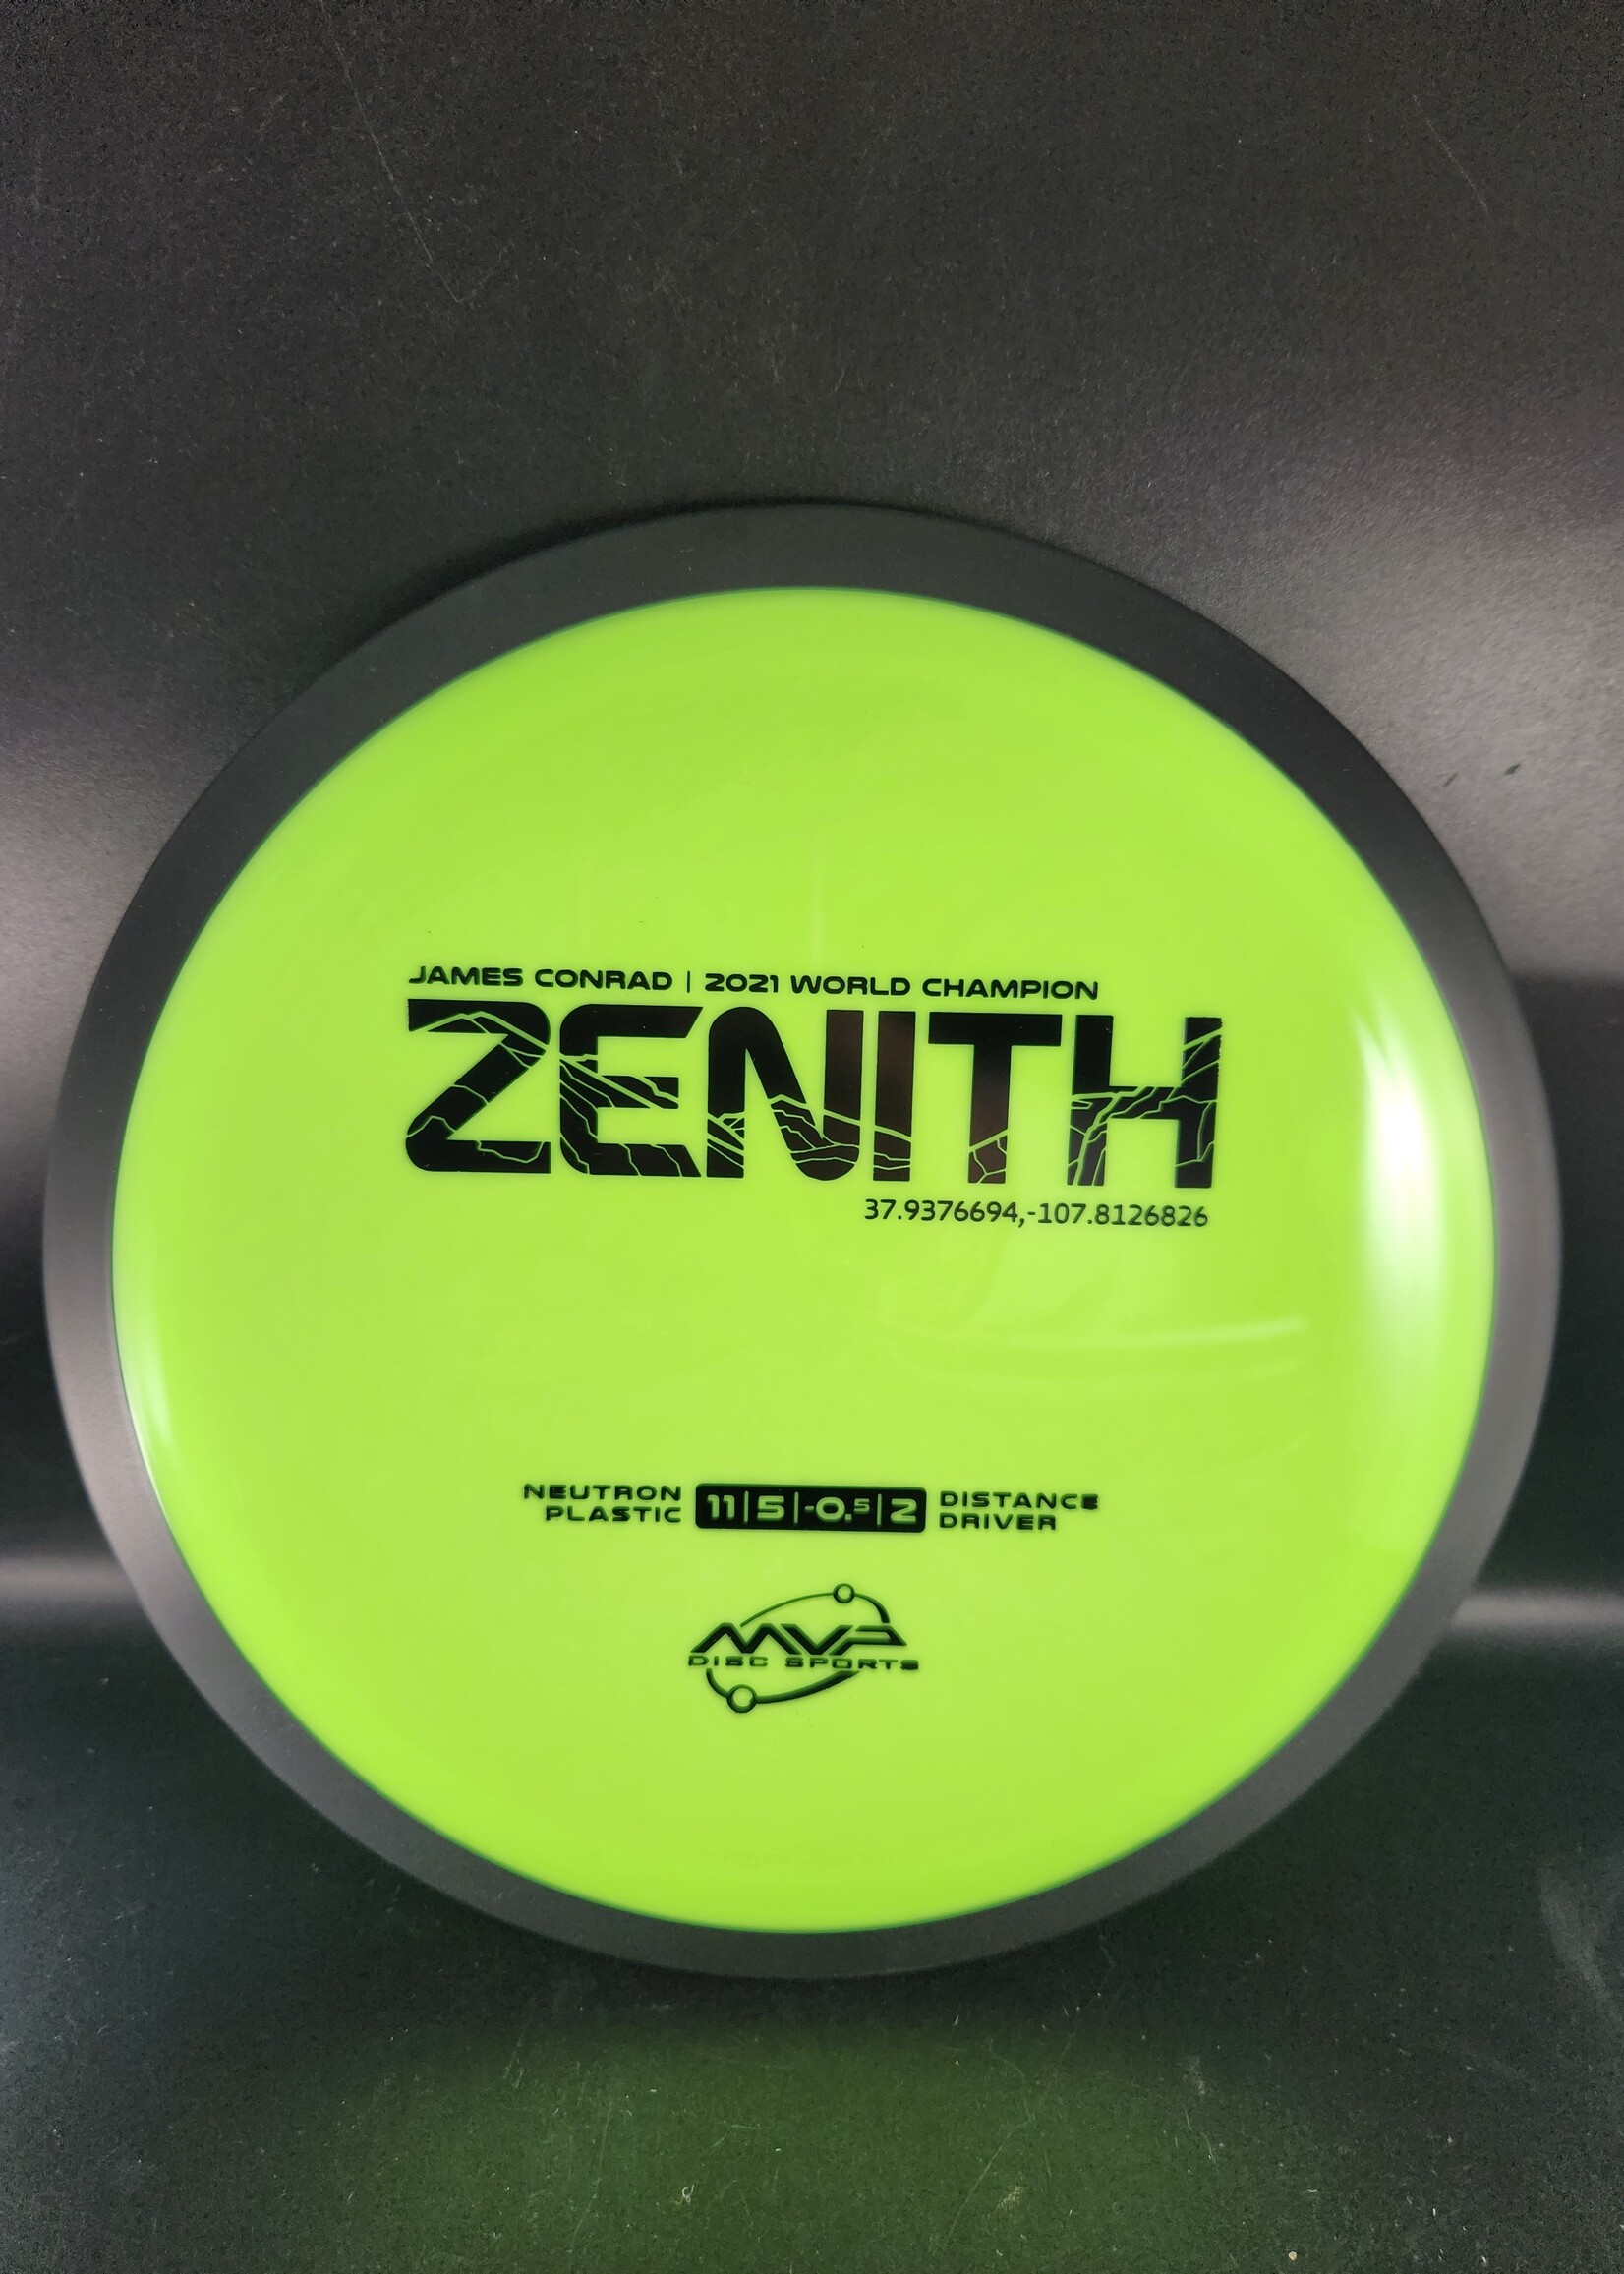 JAMES CONRAD | 2021 WORLD CHAMPION
ZENITH
37.9376694,-107.8126826
NEUTRON PLASTIC
11|5|-0.5|2
DISTANCE DRIVER
MVP
DISC SPORTS